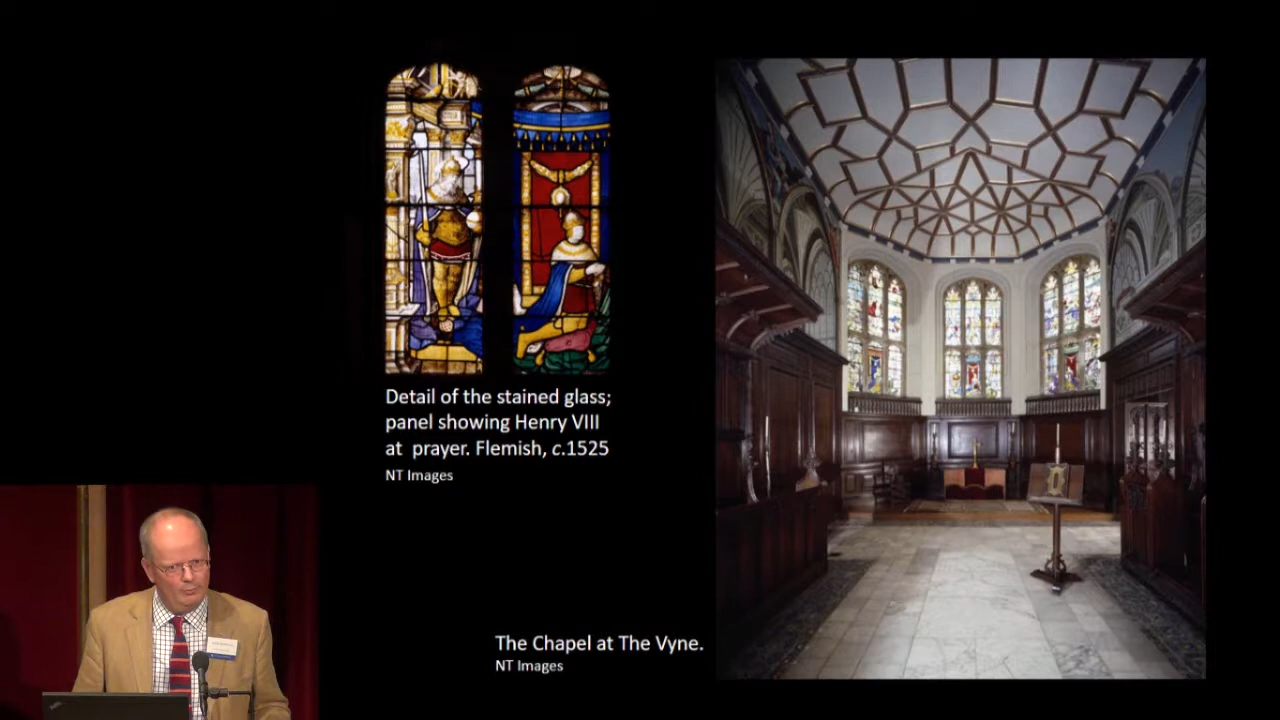 Detail of the stained glass;
panel showing Henry VIII
at prayer. Flemish, c.1525
NT Images
The Chapel at The Vyne.
NT Images